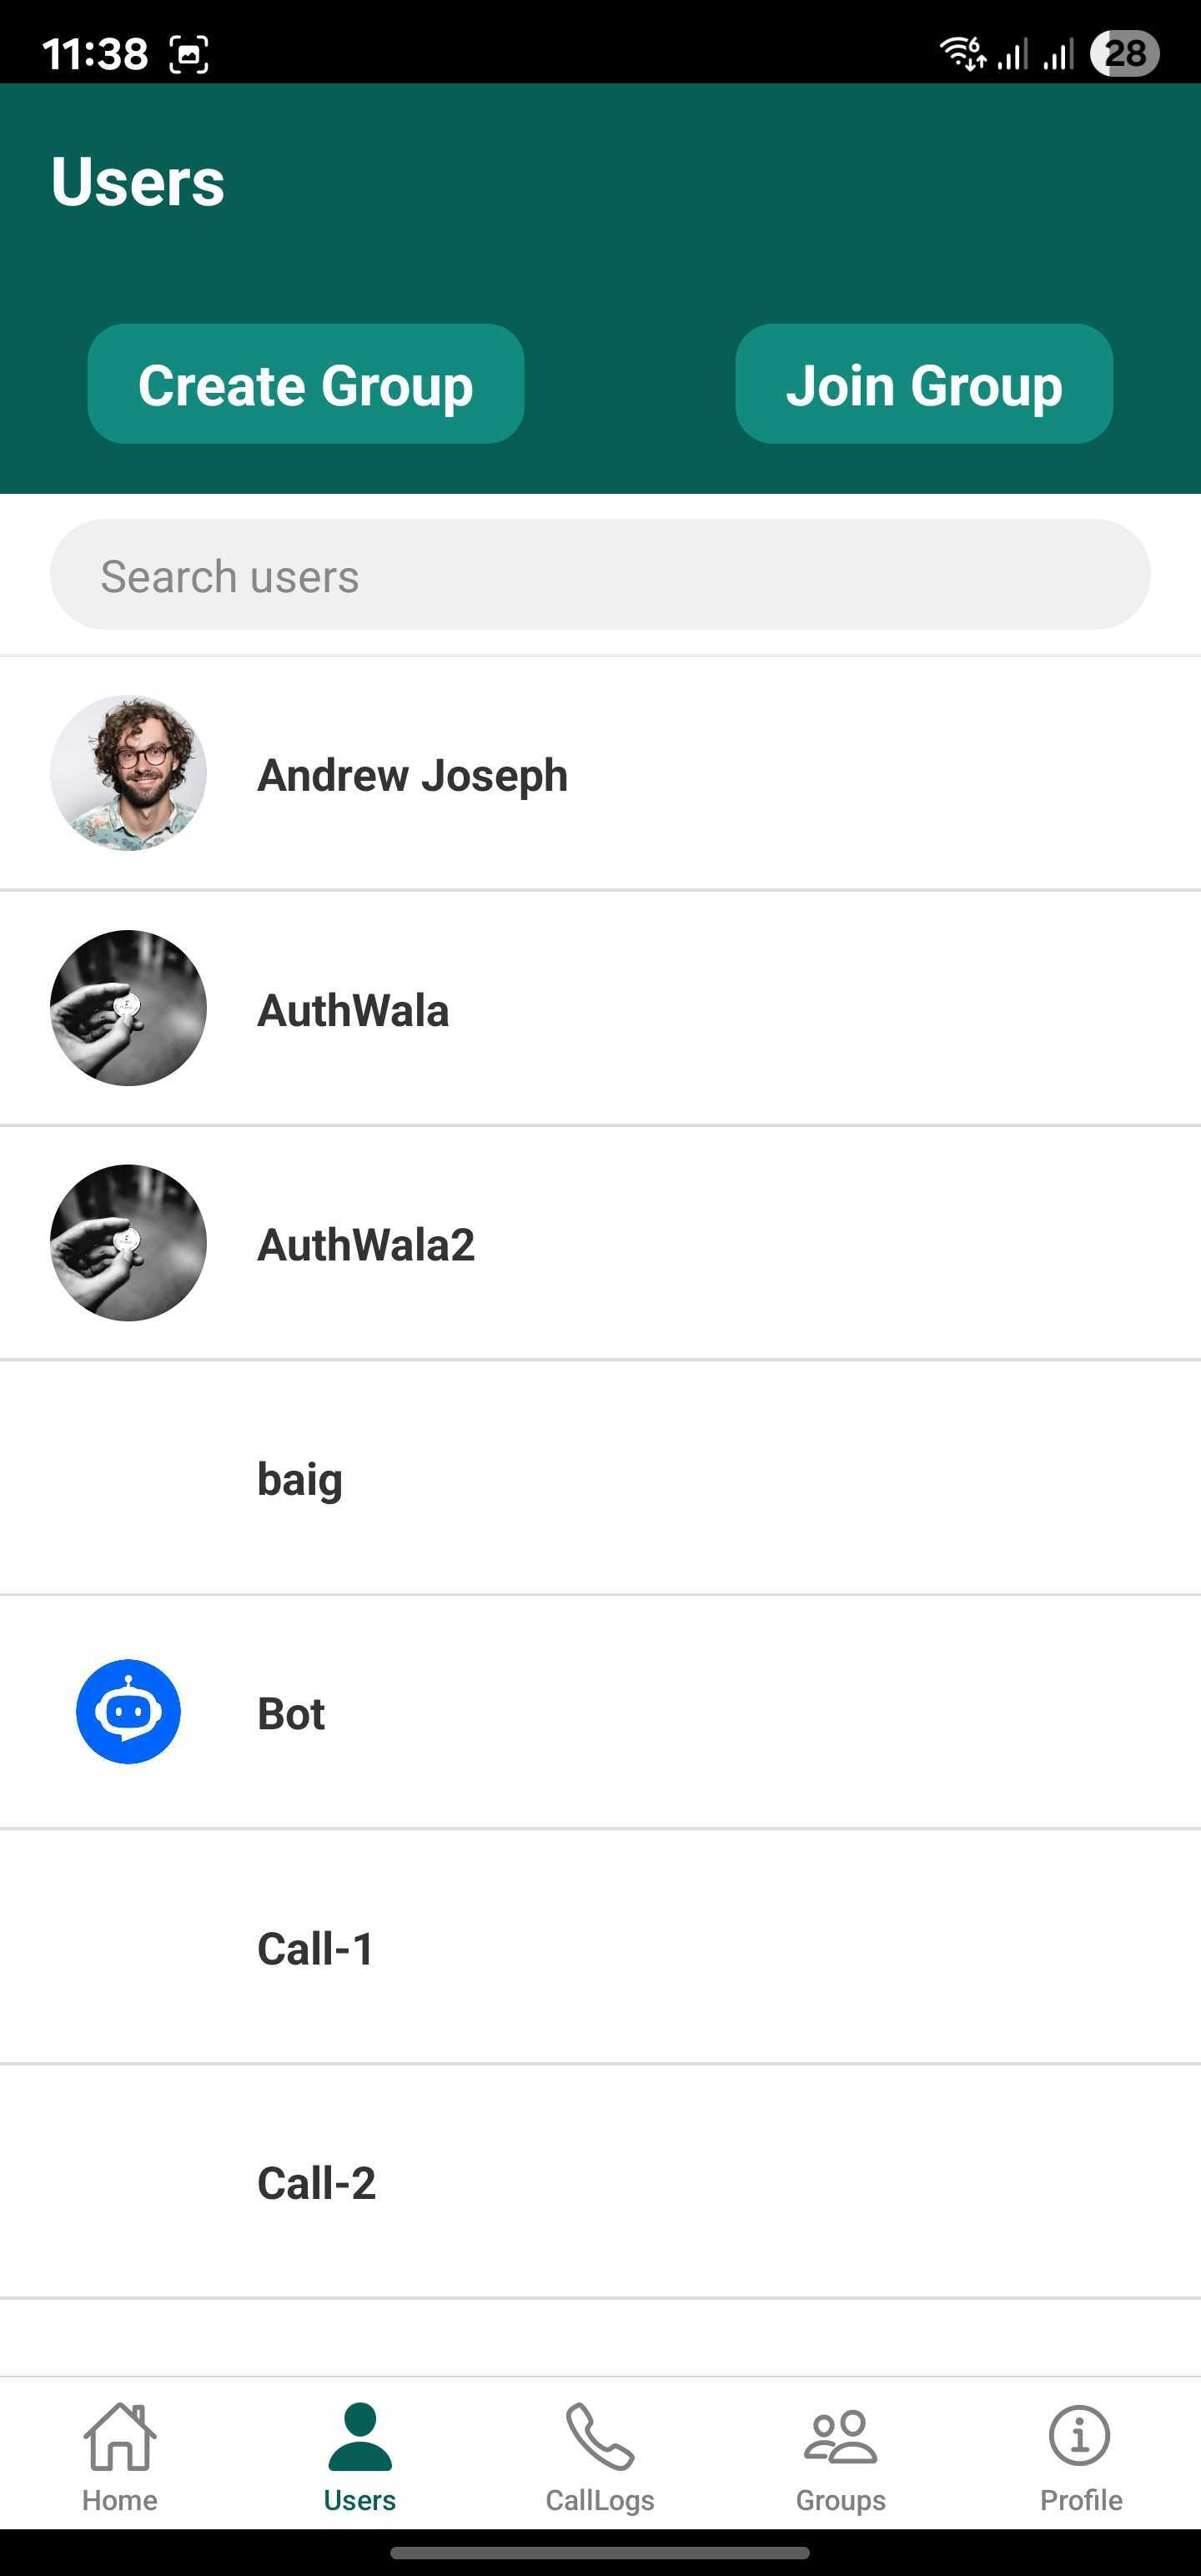 11:38
6
28
Users
Create Group
Join Group
Search users
Andrew Joseph
AuthWala
AuthWala2
baig
Bot
Call-1
Call-2
Home
Users
CallLogs
Groups
Profile